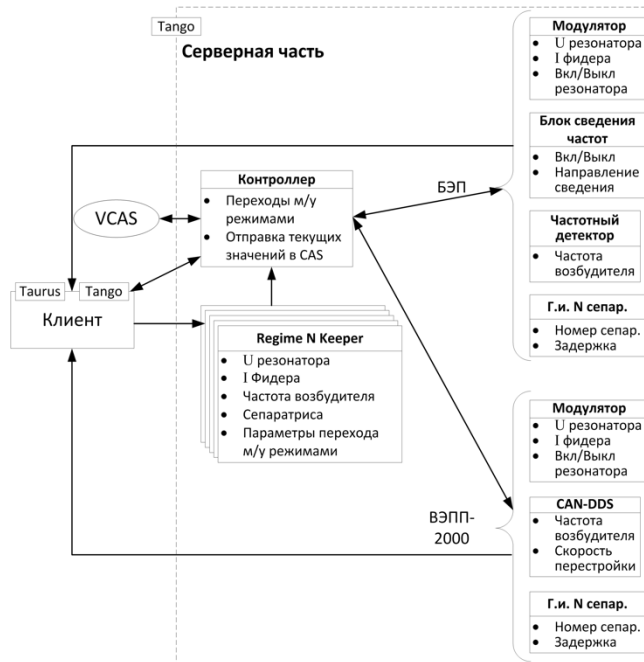 Tango
Серверная часть
Модулятор
U резонатора
I фидера
Вкл/Выкл
резонатора
Блок сведения
частот
Вкл/Выкл
Направление
сведения
Частотный
детектор
Частота
возбудителя
Г.и. N сепар.
Номер сепар.
Задержка
БЭП
Контроллер
Переходы м/у
режимами
Отправка текущих
значений в CAS
VCAS
Taurus
Tango
Клиент
Regime N Keeper
U резонатора
I Фидера
Частота возбудителя
Сепаратриса
Параметры перехода
м/у режимами
ВЭПП-
2000
Модулятор
U резонатора
I фидера
Вкл/Выкл
резонатора
CAN-DDS
Частота
возбудителя
Скорость
перестройки
Г.и. N сепар.
Номер сепар.
Задержка